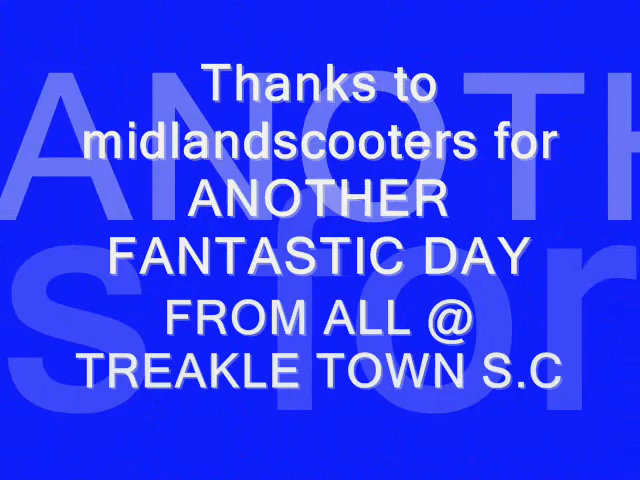 Thanks to
midlandscooters for
ANOTHER
FANTASTIC DAY
FROM ALL @
TREAKLE TOWN S.C